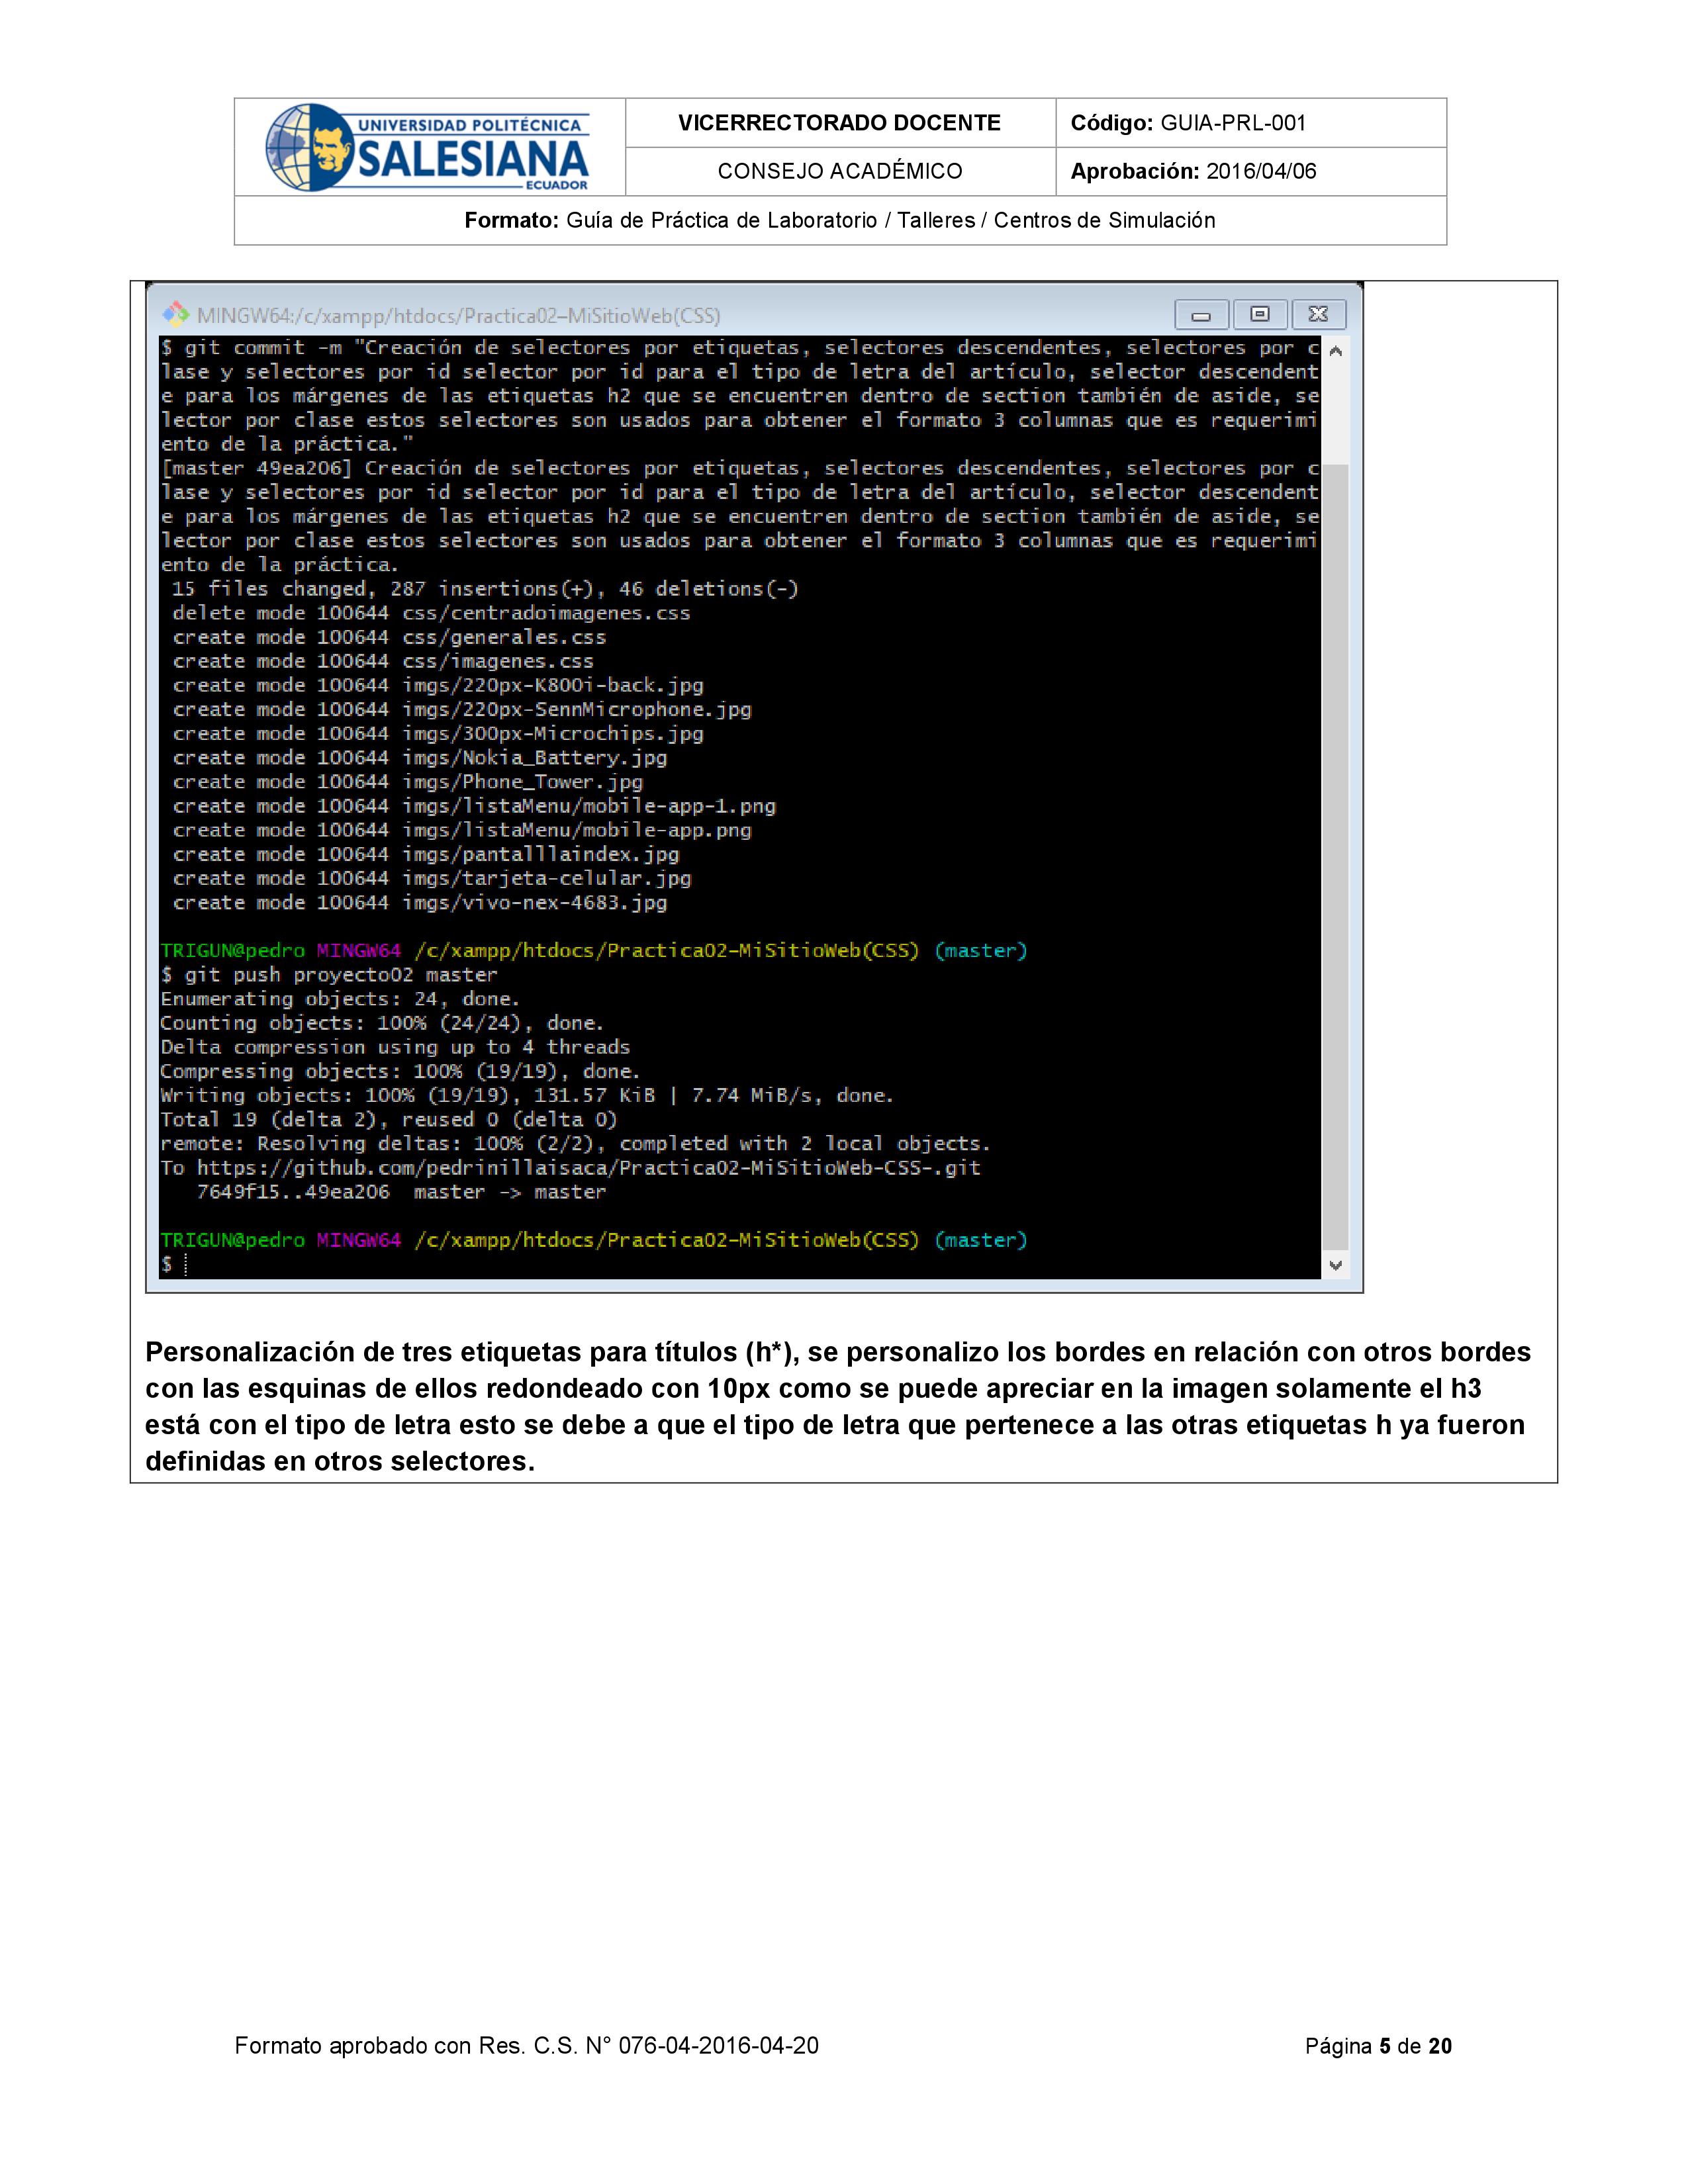 UNIVERSIDAD POLITÉCNICA
SALESIANA
ECUADOR
VICERRECTORADO DOCENTE
Código: GUIA-PRL-001
CONSEJO ACADÉMICO
Aprobación: 2016/04/06
Formato: Guía de Práctica de Laboratorio / Talleres / Centros de Simulación
MINGW64:/c/xampp/htdocs/Practica02-MiSitioWeb(CSS)
$ git commit -m "Creación de selectores por etiquetas, selectores descendentes, selectores por c
lase y selectores por id selector por id para el tipo de letra del artículo, selector descendent
e para los márgenes de las etiquetas h2 que se encuentren dentro de section también de aside, se
lector por clase estos selectores son usados para obtener el formato 3 columnas que es requerimi
ento de la práctica."
[master 49ea206] Creación de selectores por etiquetas, selectores descendentes, selectores por c
lase y selectores por id selector por id para el tipo de letra del artículo, selector descendent
e para los márgenes de las etiquetas h2 que se encuentren dentro de section también de aside, se
lector por clase estos selectores son usados para obtener el formato 3 columnas que es requerimi
ento de la práctica.
15 files changed, 287 insertions(+), 46 deletions(-)
delete mode 100644 css/centradoimagenes.css
create mode 100644 css/generales.css
create mode 100644 css/imagenes.css
create mode 100644 imgs/220px-K800i-back.jpg
create mode 100644 imgs/220px-SennMicrophone.jpg
create mode 100644 imgs/300px-Microchips.jpg
create mode 100644 imgs/Nokia_Battery.jpg
create mode 100644 imgs/Phone_Tower.jpg
create mode 100644 imgs/listaMenu/mobile-app-1.png
create mode 100644 imgs/listaMenu/mobile-app.png
create mode 100644 imgs/pantalllaindex.jpg
create mode 100644 imgs/tarjeta-celular.jpg
create mode 100644 imgs/vivo-nex-4683.jpg
TRIGUN@pedro MINGW64 /c/xampp/htdocs/Practica02-MiSitioWeb(CSS) (master)
$ git push proyecto02 master
Enumerating objects: 24, done.
Counting objects: 100% (24/24), done.
Delta compression using up to 4 threads
Compressing objects: 100% (19/19), done.
Writing objects: 100% (19/19), 131.57 KiB | 7.74 MiB/s, done.
Total 19 (delta 2), reused 0 (delta 0)
remote: Resolving deltas: 100% (2/2), completed with 2 local objects.
To https://github.com/pedrinillaisaca/Practica02-MiSitioWeb-CSS-.git
7649f15..49ea206  master -> master
TRIGUN@pedro MINGW64 /c/xampp/htdocs/Practica02-MiSitioWeb(CSS) (master)
$
Personalización de tres etiquetas para títulos (h*), se personalizo los bordes en relación con otros bordes
con las esquinas de ellos redondeado con 10px como se puede apreciar en la imagen solamente el h3
está con el tipo de letra esto se debe a que el tipo de letra que pertenece a las otras etiquetas h ya fueron
definidas en otros selectores.
Formato aprobado con Res. C.S. N° 076-04-2016-04-20
Página 5 de 20